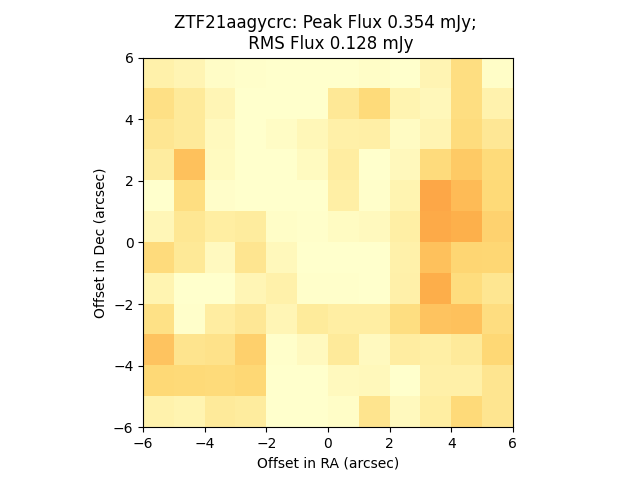 ZTF21aagycrc: Peak Flux 0.354 mJy;
RMS Flux 0.128 mJy
6
4
2
0
−2
−4
−6
Offset in Dec (arcsec)
−6 −4 −2 0 2 4 6
Offset in RA (arcsec)